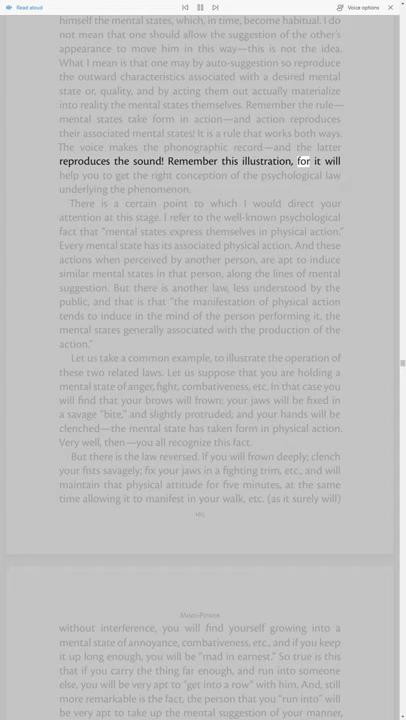 Read aloud
Voice options
himself the mental states, which, in time, become habitual. I do
not mean that one should allow the suggestion of the other's
appearance to move him in this way—this is not the idea.
What I mean is that one may by auto-suggestion so reproduce
the outward characteristics associated with a desired mental
state or, quality, and by acting them out actually materialize
into reality the mental states themselves. Remember the rule—
mental states take form in action—and action reproduces
their associated mental states! It is a rule that works both ways.
The voice makes the phonographic record—and the latter
reproduces the sound! Remember this illustration, for it will
help you to get the right conception of the psychological law
underlying the phenomenon.
There is a certain point to which I would direct your
attention at this stage. I refer to the well-known psychological
fact that "mental states express themselves in physical action."
Every mental state has its associated physical action. And these
actions when perceived by another person, are apt to induce
similar mental states in that person, along the lines of mental
suggestion. But there is another law, less understood by the
public, and that is that "the manifestation of physical action
tends to induce in the mind of the person performing it, the
mental states generally associated with the production of the
action."
Let us take a common example, to illustrate the operation of
these two related laws. Let us suppose that you are holding a
mental state of anger, fight, combativeness, etc. In that case you
will find that your brows will frown; your jaws will be fixed in
a savage "bite," and slightly protruded; and your hands will be
clenched—the mental state has taken form in physical action.
Very well, then—you all recognize this fact.
But there is the law reversed. If you will frown deeply; clench
your fists savagely; fix your jaws in a fighting trim, etc., and will
maintain that physical attitude for five minutes, at the same
time allowing it to manifest in your walk, etc. (as it surely will)
without interference, you will find yourself growing into a
mental state of annoyance, combativeness, etc., and if you keep
it up long enough, you will be "mad in earnest." So true is this
that if you carry the thing far enough, and run into someone
else, you will be very apt to "get into a row" with him. And, still
more remarkable is the fact, the person that you "run into" will
be very apt to take up the mental suggestion of your manner,